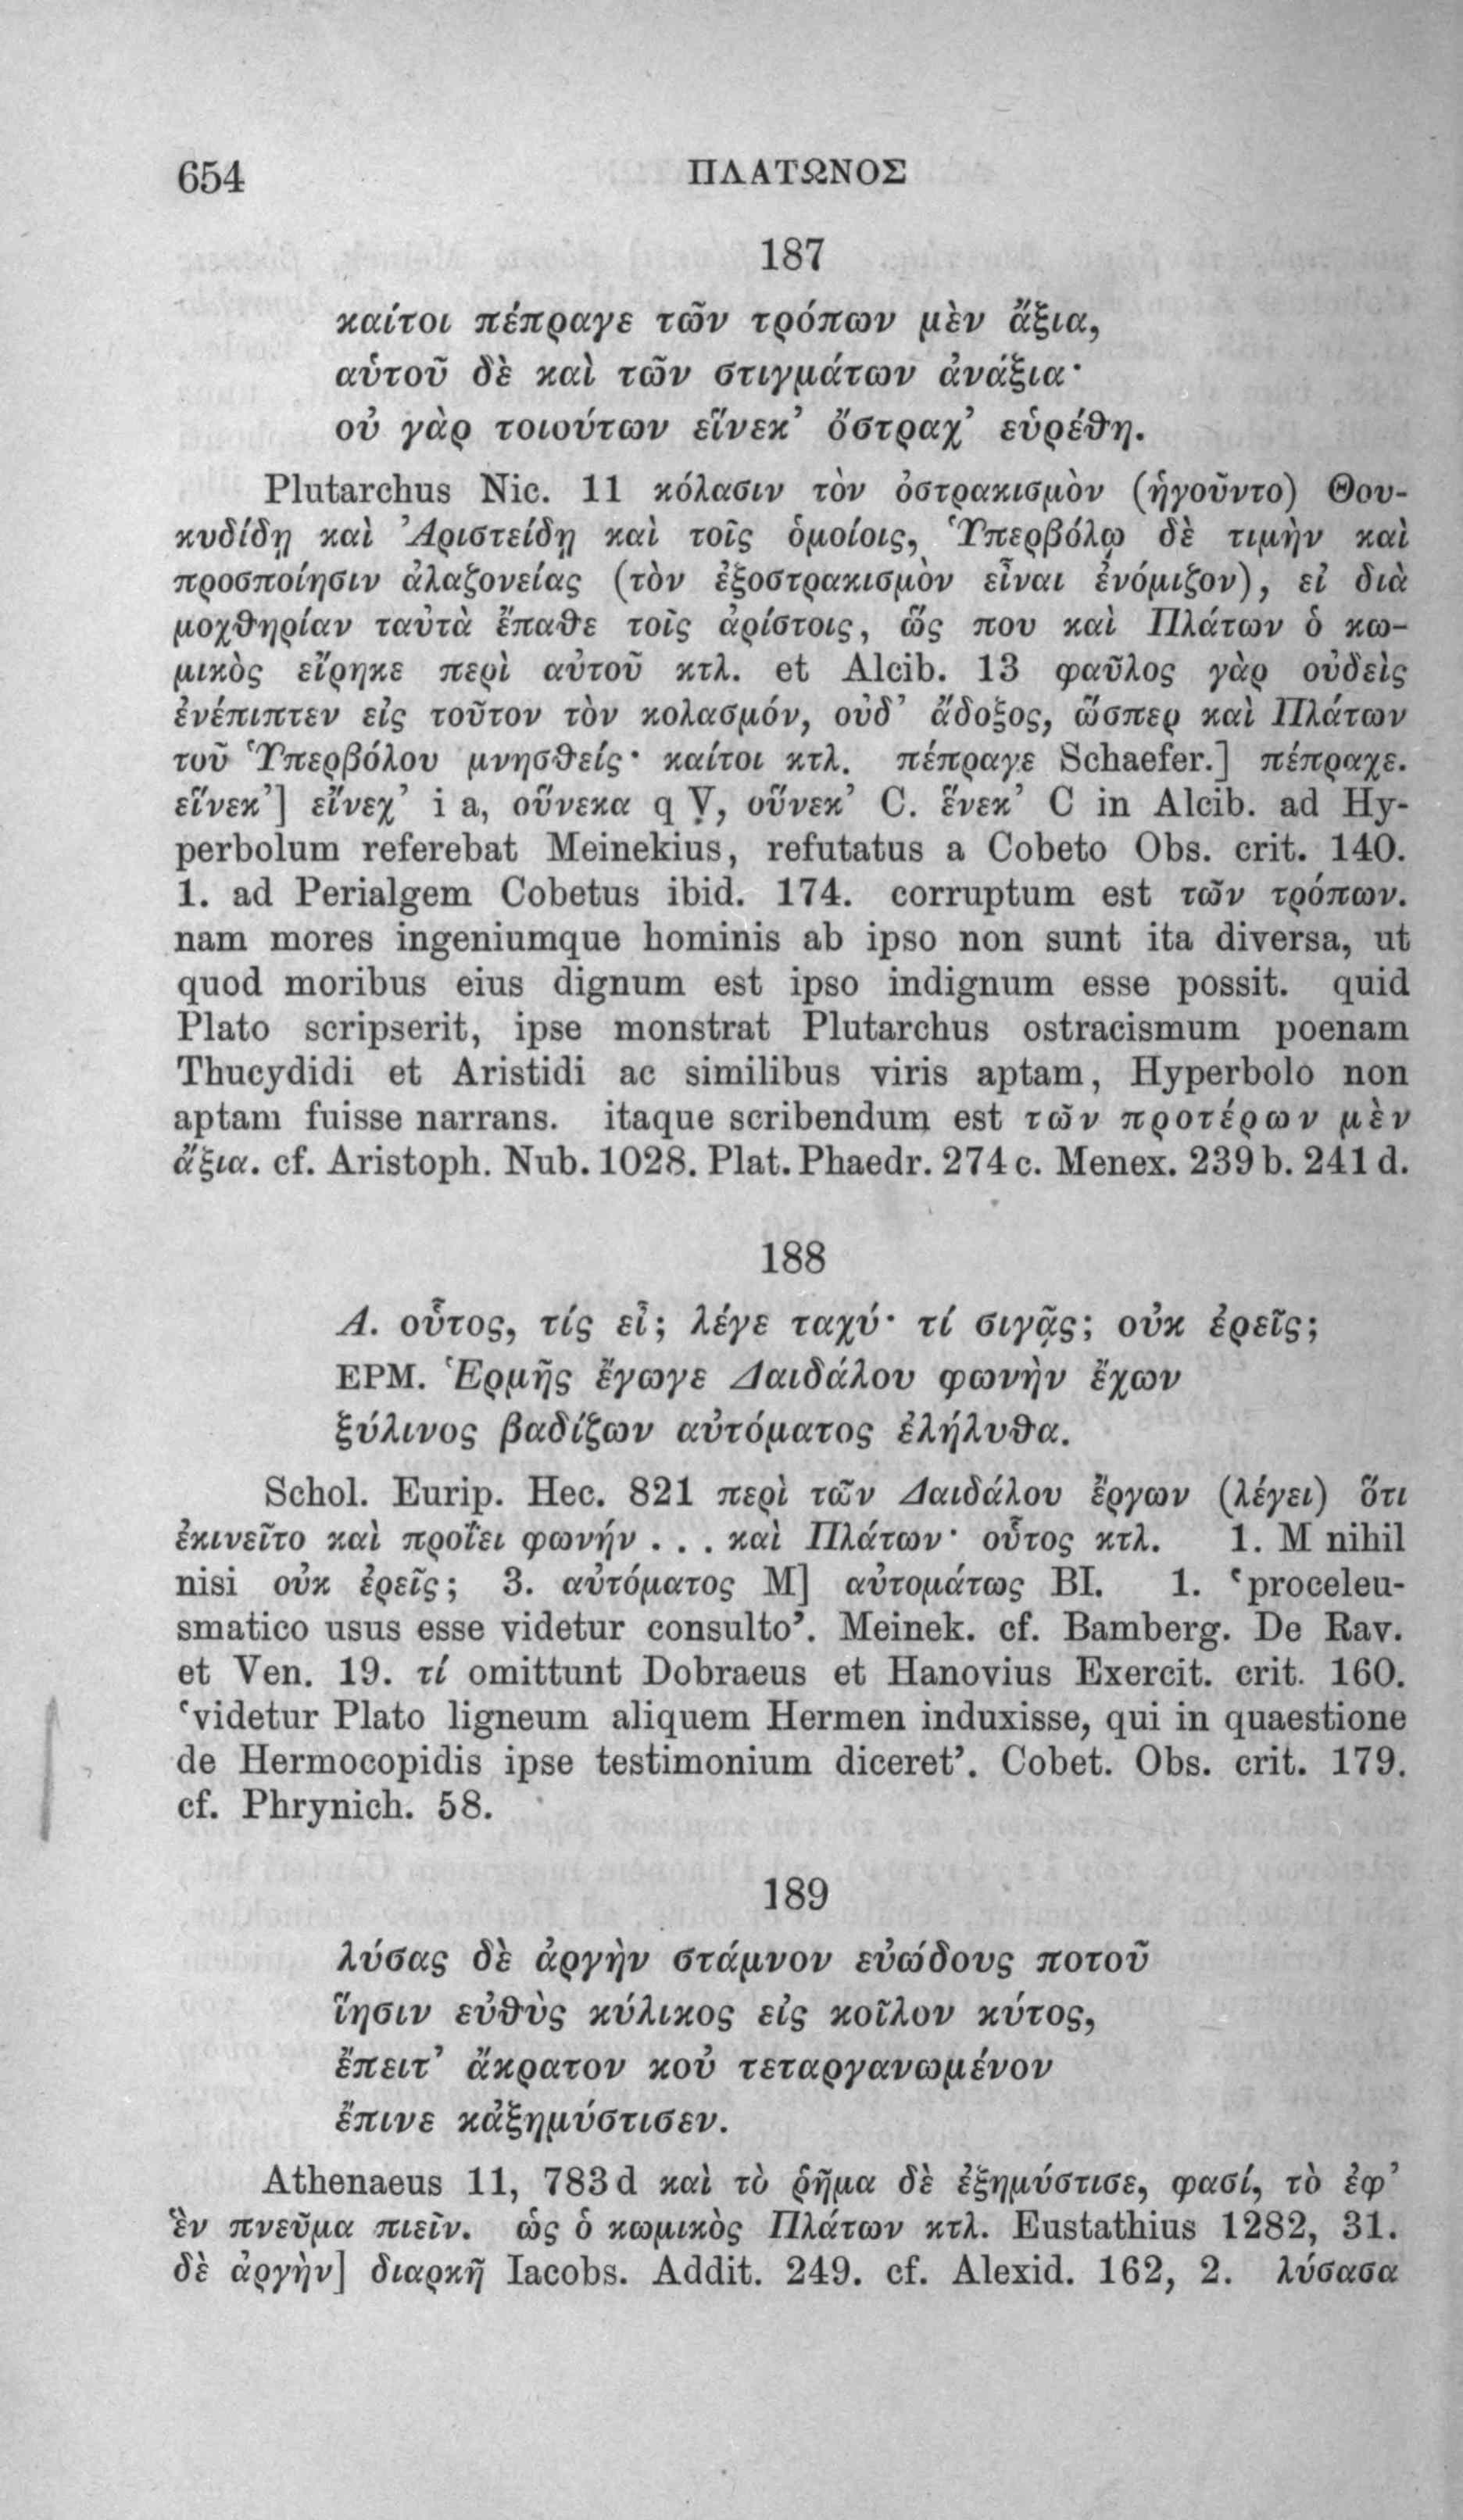 654
ΠΛΑΤΩΝΟΣ
187
καίτοι πέπραγε τῶν τρόπων μὲν ἄξια,
αὑτοῦ δὲ καὶ τῶν στιγμάτων ἀνάξια·
οὐ γὰρ τοιούτων εἵνεκ’ ὄστραχ’ εὑρέθη.
Plutarchus Nic. 11 κόλασιν τὸν ὀστρακισμὸν (ἡγοῦντο) Θου-
κυδίδῃ καὶ Ἀριστείδῃ καὶ τοῖς ὁμοίοις, Ὑπερβόλῳ δὲ τιμὴν καὶ
προσποίησιν ἀλαζονείας (τὸν ἐξοστρακισμὸν εἶναι ἐνόμιζον), εἰ διὰ
μοχθηρίαν ταὐτὰ ἔπαθε τοῖς ἀρίστοις, ὥς που καὶ Πλάτων ὁ κω-
μικὸς εἴρηκε περὶ αὐτοῦ κτλ. et Alcib. 13 φαῦλος γὰρ οὐδεὶς
ἐνέπιπτεν εἰς τοῦτον τὸν κολασμόν, οὐδ’ ἄδοξος, ὥσπερ καὶ Πλάτων
τοῦ Ὑπερβόλου μνησθείς· καίτοι κτλ. πέπραγε Schaefer.] πέπραχε.
εἵνεκ’] εἵνεχ’ i a, οὕνεκα q V, οὕνεκ’ C. ἕνεκ’ C in Alcib. ad Hy-
perbolum referebat Meinekius, refutatus a Cobeto Obs. crit. 140.
1. ad Perialgem Cobetus ibid. 174. corruptum est τῶν τρόπων.
nam mores ingeniumque hominis ab ipso non sunt ita diversa, ut
quod moribus eius dignum est ipso indignum esse possit. quid
Plato scripserit, ipse monstrat Plutarchus ostracismum poenam
Thucydidi et Aristidi ac similibus viris aptam, Hyperbolo non
aptam fuisse narrans. itaque scribendum est τῶν προτέρων μὲν
ἄξια. cf. Aristoph. Nub. 1028. Plat. Phaedr. 274 c. Menex. 239 b. 241 d.
188
Α. οὗτος, τίς εἶ; λέγε ταχύ· τί σιγᾷς; οὐκ ἐρεῖς;
ΕΡΜ. Ἑρμῆς ἔγωγε Δαιδάλου φωνὴν ἔχων
ξύλινος βαδίζων αὐτόματος ἐλήλυθα.
Schol. Eurip. Hec. 821 περὶ τῶν Δαιδάλου ἔργων (λέγει) ὅτι
ἐκινεῖτο καὶ προΐει φωνήν . . . καὶ Πλάτων· οὗτος κτλ. 1. M nihil
nisi οὐκ ἐρεῖς; 3. αὐτόματος M] αὐτομάτως BI. 1. ‘proceleu-
smatico usus esse videtur consulto’. Meinek. cf. Bamberg. De Rav.
et Ven. 19. τί omittunt Dobraeus et Hanovius Exercit. crit. 160.
‘videtur Plato ligneum aliquem Hermen induxisse, qui in quaestione
de Hermocopidis ipse testimonium diceret’. Cobet. Obs. crit. 179.
cf. Phrynich. 58.
189
λύσας δὲ ἀργὴν στάμνον εὐώδους ποτοῦ
ἵησιν εὐθὺς κύλικος εἰς κοῖλον κύτος,
ἔπειτ’ ἄκρατον κοὐ τεταργανωμένον
ἔπινε κἀξημύστισεν.
Athenaeus 11, 783 d καὶ τὸ ῥῆμα δὲ ἐξημύστισε, φασί, τὸ ἐφ’
ἓν πνεῦμα πιεῖν. ὡς ὁ κωμικὸς Πλάτων κτλ. Eustathius 1282, 31.
δὲ ἀργὴν] διαρκῆ Iacobs. Addit. 249. cf. Alexid. 162, 2. λύσασα